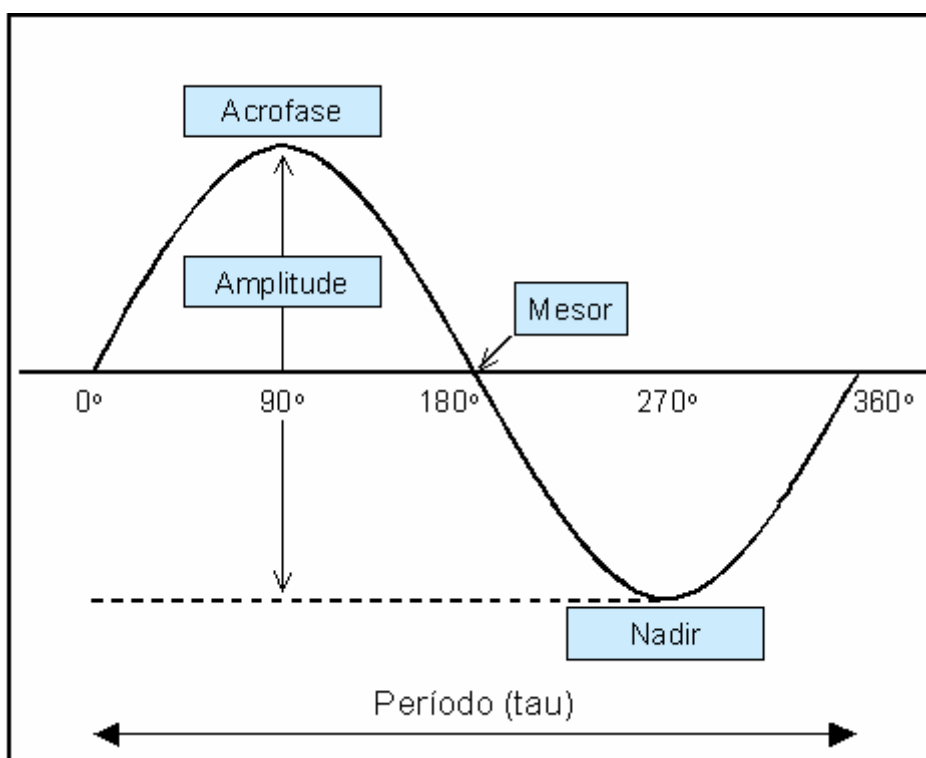 Acrofase
Amplitude
Mesor
0º 90º 180º 270º 360º
Nadir
Período (tau)